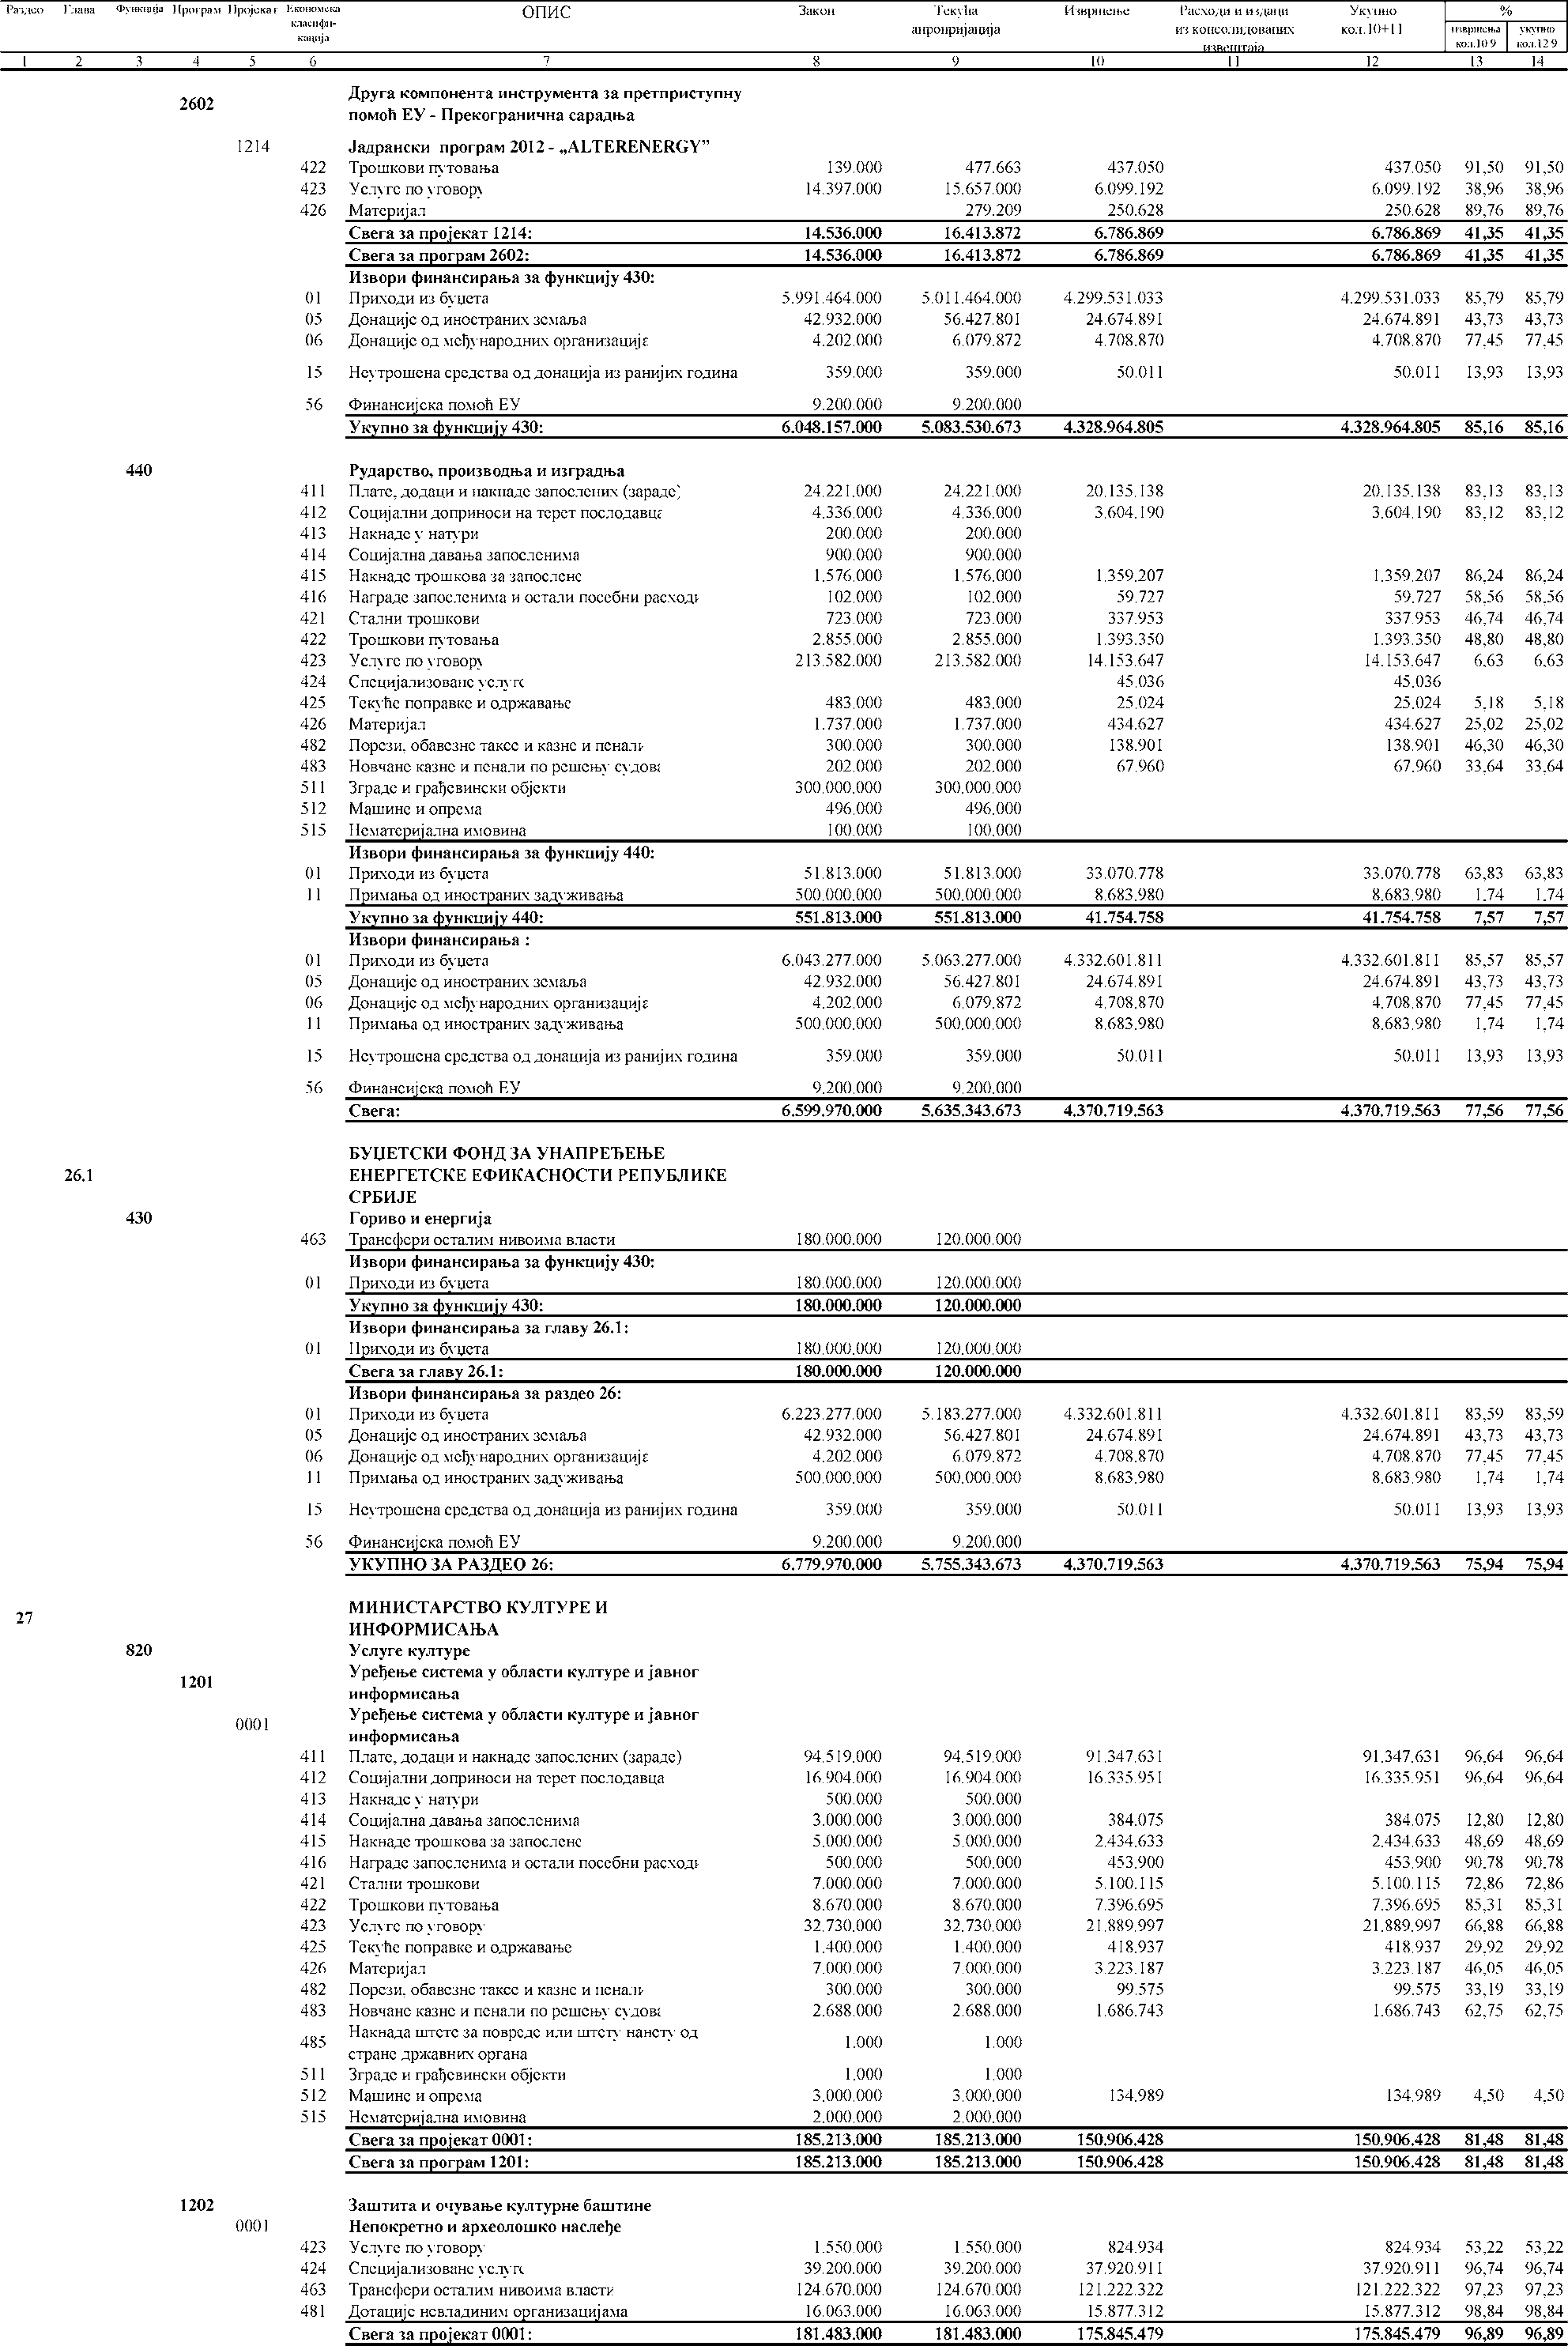 Раздео Глава Функција Програм Пројекат Економска класифи-кација ОПИС Закон Текућа апропријација Извршење Расходи и издаци из консолидованих извештаја Укупно кол.10+11 % извршења кол.10/9 укупно кол.12/9
1 2 3 4 5 6 7 8 9 10 11 12 13 14
2602 Друга компонента инструмента за претприступну
помоћ ЕУ - Прекогранична сарадња
1214 Јадрански програм 2012 - „ALTERENERGY”
422 Трошкови путовања 139.000 477.663 437.050 437.050 91,50 91,50
423 Услуге по уговору 14.397.000 15.657.000 6.099.192 6.099.192 38,96 38,96
426 Материјал 279.209 250.628 250.628 89,76 89,76
Свега за пројекат 1214: 14.536.000 16.413.872 6.786.869 6.786.869 41,35 41,35
Свега за програм 2602: 14.536.000 16.413.872 6.786.869 6.786.869 41,35 41,35
Извори финансирања за функцију 430:
01 Приходи из буџета 5.991.464.000 5.011.464.000 4.299.531.033 4.299.531.033 85,79 85,79
05 Донације од иностраних земаља 42.932.000 56.427.801 24.674.891 24.674.891 43,73 43,73
06 Донације од међународних организација 4.202.000 6.079.872 4.708.870 4.708.870 77,45 77,45
15 Неутрошена средства од донација из ранијих година 359.000 359.000 50.011 50.011 13,93 13,93
56 Финансијска помоћ ЕУ 9.200.000 9.200.000
Укупно за функцију 430: 6.048.157.000 5.083.530.673 4.328.964.805 4.328.964.805 85,16 85,16
440 Рударство, производња и изградња
411 Плате, додаци и накнаде запослених (зараде) 24.221.000 24.221.000 20.135.138 20.135.138 83,13 83,13
412 Социјални доприноси на терет послодавца 4.336.000 4.336.000 3.604.190 3.604.190 83,12 83,12
413 Накнаде у натури 200.000 200.000
414 Социјална давања запосленима 900.000 900.000
415 Накнаде трошкова за запослене 1.576.000 1.576.000 1.359.207 1.359.207 86,24 86,24
416 Награде запосленима и остали посебни расходи 102.000 102.000 59.727 59.727 58,56 58,56
421 Стални трошкови 723.000 723.000 337.953 337.953 46,74 46,74
422 Трошкови путовања 2.855.000 2.855.000 1.393.350 1.393.350 48,80 48,80
423 Услуге по уговору 213.582.000 213.582.000 14.153.647 14.153.647 6,63 6,63
424 Специјализоване услуге 45.036 45.036
425 Текуће поправке и одржавање 483.000 483.000 25.024 25.024 5,18 5,18
426 Материјал 1.737.000 1.737.000 434.627 434.627 25,02 25,02
482 Порези, обавезне таксе и казне и пенали 300.000 300.000 138.901 138.901 46,30 46,30
483 Новчане казне и пенали по решењу судова 202.000 202.000 67.960 67.960 33,64 33,64
511 Зграде и грађевински објекти 300.000.000 300.000.000
512 Машине и опрема 496.000 496.000
515 Нематеријална имовина 100.000 100.000
Извори финансирања за функцију 440:
01 Приходи из буџета 51.813.000 51.813.000 33.070.778 33.070.778 63,83 63,83
11 Примања од иностраних задуживања 500.000.000 500.000.000 8.683.980 8.683.980 1,74 1,74
Укупно за функцију 440: 551.813.000 551.813.000 41.754.758 41.754.758 7,57 7,57
Извори финансирања :
01 Приходи из буџета 6.043.277.000 5.063.277.000 4.332.601.811 4.332.601.811 85,57 85,57
05 Донације од иностраних земаља 42.932.000 56.427.801 24.674.891 24.674.891 43,73 43,73
06 Донације од међународних организација 4.202.000 6.079.872 4.708.870 4.708.870 77,45 77,45
11 Примања од иностраних задуживања 500.000.000 500.000.000 8.683.980 8.683.980 1,74 1,74
15 Неутрошена средства од донација из ранијих година 359.000 359.000 50.011 50.011 13,93 13,93
56 Финансијска помоћ ЕУ 9.200.000 9.200.000
Свега: 6.599.970.000 5.635.343.673 4.370.719.563 4.370.719.563 77,56 77,56
БУЏЕТСКИ ФОНД ЗА УНАПРЕЂЕЊЕ
26.1 ЕНЕРГЕТСКЕ ЕФИКАСНОСТИ РЕПУБЛИКЕ
СРБИЈЕ
430 Гориво и енергија
463 Трансфери осталим нивоима власти 180.000.000 120.000.000
Извори финансирања за функцију 430:
01 Приходи из буџета 180.000.000 120.000.000
Укупно за функцију 430: 180.000.000 120.000.000
Извори финансирања за главу 26.1:
01 Приходи из буџета 180.000.000 120.000.000
Свега за главу 26.1: 180.000.000 120.000.000
Извори финансирања за раздео 26:
01 Приходи из буџета 6.223.277.000 5.183.277.000 4.332.601.811 4.332.601.811 83,59 83,59
05 Донације од иностраних земаља 42.932.000 56.427.801 24.674.891 24.674.891 43,73 43,73
06 Донације од међународних организација 4.202.000 6.079.872 4.708.870 4.708.870 77,45 77,45
11 Примања од иностраних задуживања 500.000.000 500.000.000 8.683.980 8.683.980 1,74 1,74
15 Неутрошена средства од донација из ранијих година 359.000 359.000 50.011 50.011 13,93 13,93
56 Финансијска помоћ ЕУ 9.200.000 9.200.000
УКУПНО ЗА РАЗДЕО 26: 6.779.970.000 5.755.343.673 4.370.719.563 4.370.719.563 75,94 75,94
27 МИНИСТАРСТВО КУЛТУРЕ И
ИНФОРМИСАЊА
820 Услуге културе
1201 Уређење система у области културе и јавног
информисања
0001 Уређење система у области културе и јавног
информисања
411 Плате, додаци и накнаде запослених (зараде) 94.519.000 94.519.000 91.347.631 91.347.631 96,64 96,64
412 Социјални доприноси на терет послодавца 16.904.000 16.904.000 16.335.951 16.335.951 96,64 96,64
413 Накнаде у натури 500.000 500.000
414 Социјална давања запосленима 3.000.000 3.000.000 384.075 384.075 12,80 12,80
415 Накнаде трошкова за запослене 5.000.000 5.000.000 2.434.633 2.434.633 48,69 48,69
416 Награде запосленима и остали посебни расходи 500.000 500.000 453.900 453.900 90,78 90,78
421 Стални трошкови 7.000.000 7.000.000 5.100.115 5.100.115 72,86 72,86
422 Трошкови путовања 8.670.000 8.670.000 7.396.695 7.396.695 85,31 85,31
423 Услуге по уговору 32.730.000 32.730.000 21.889.997 21.889.997 66,88 66,88
425 Текуће поправке и одржавање 1.400.000 1.400.000 418.937 418.937 29,92 29,92
426 Материјал 7.000.000 7.000.000 3.223.187 3.223.187 46,05 46,05
482 Порези, обавезне таксе и казне и пенали 300.000 300.000 99.575 99.575 33,19 33,19
483 Новчане казне и пенали по решењу судова 2.688.000 2.688.000 1.686.743 1.686.743 62,75 62,75
485 Накнада штете за повреде или штету нанету од
стране државних органа 1.000 1.000
511 Зграде и грађевински објекти 1.000 1.000
512 Машине и опрема 3.000.000 3.000.000 134.989 134.989 4,50 4,50
515 Нематеријална имовина 2.000.000 2.000.000
Свега за пројекат 0001: 185.213.000 185.213.000 150.906.428 150.906.428 81,48 81,48
Свега за програм 1201: 185.213.000 185.213.000 150.906.428 150.906.428 81,48 81,48
1202 Заштита и очување културне баштине
0001 Непокретно и археолошко наслеђе
423 Услуге по уговору 1.550.000 1.550.000 824.934 824.934 53,22 53,22
424 Специјализоване услуге 39.200.000 39.200.000 37.920.911 37.920.911 96,74 96,74
463 Трансфери осталим нивоима власти 124.670.000 124.670.000 121.222.322 121.222.322 97,23 97,23
481 Дотације невладиним организацијама 16.063.000 16.063.000 15.877.312 15.877.312 98,84 98,84
Свега за пројекат 0001: 181.483.000 181.483.000 175.845.479 175.845.479 96,89 96,89